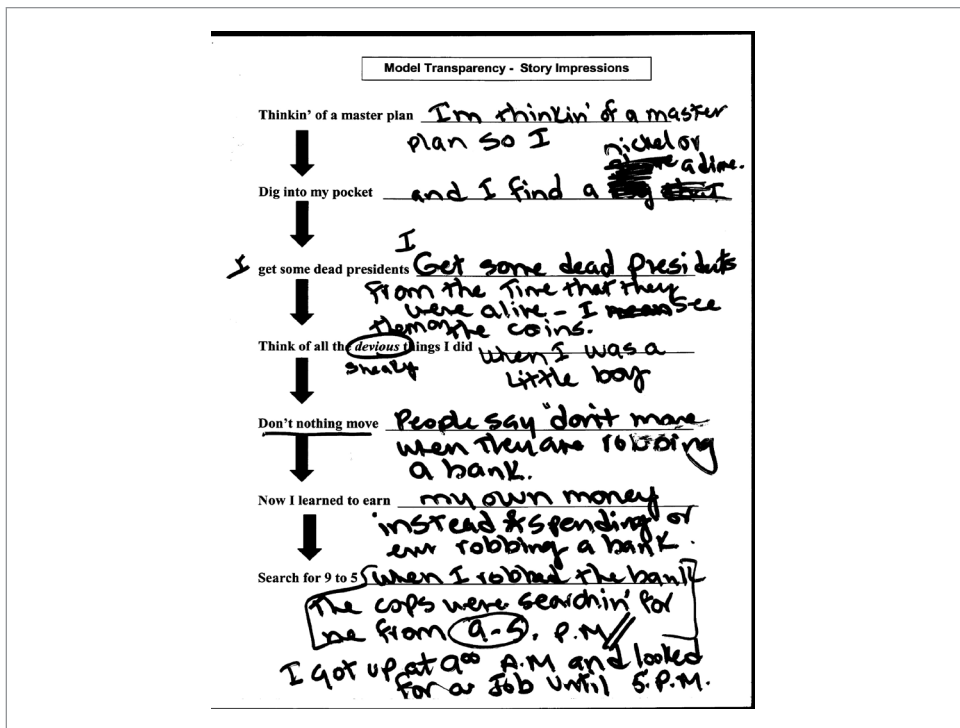 Model Transparency - Story Impressions
Thinkin' of a master plan I'm thinkin' of a master
plan so I
nickel or
a dime.
Dig into my pocket and I find a
I
I get some dead presidents Get some dead Presidents
from the Time that they
were alive - I mean see
them on the coins.
Think of all the devious things I did when I was a
sneaky
Little boy
Don't nothing move People say "don't move
when they are robbing
a bank.
Now I learned to earn my own money
instead of spending or
robbing a bank.
Search for 9 to 5 when I robbed the bank
The cops were searchin' for
me from 9-5. P.M
I got up at 9:00 A.M and looked
for a Job until 5.P.M.